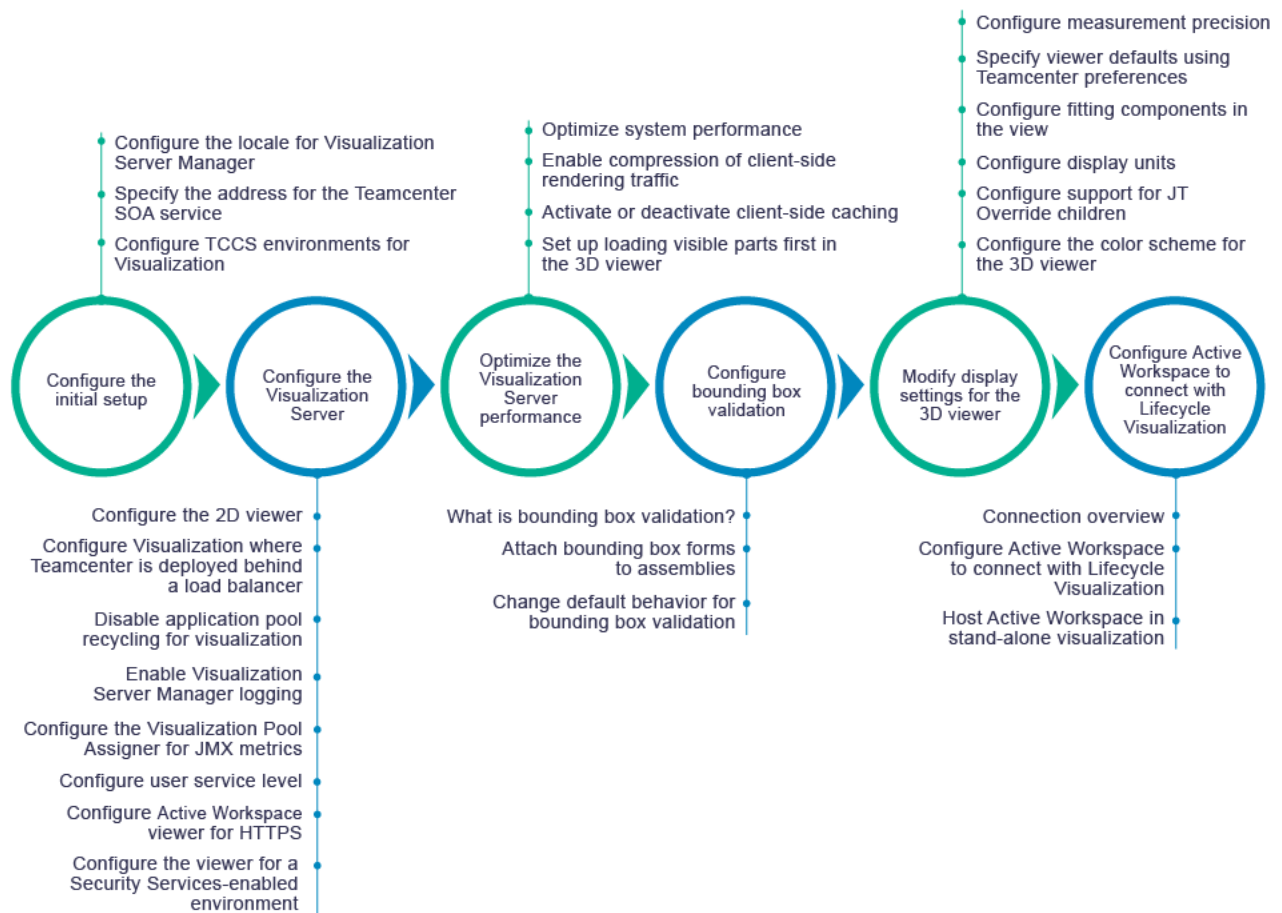 Configure the locale for Visualization
Server Manager
Specify the address for the Teamcenter
SOA service
Configure TCCS environments for
Visualization
Configure the
initial setup
Configure the
Visualization
Server
Configure the 2D viewer
Configure Visualization where
Teamcenter is deployed behind
a load balancer
Disable application pool
recycling for visualization
Enable Visualization
Server Manager logging
Configure the Visualization Pool
Assigner for JMX metrics
Configure user service level
Configure Active Workspace
viewer for HTTPS
Configure the viewer for a
Security Services-enabled
environment
Optimize system performance
Enable compression of client-side
rendering traffic
Activate or deactivate client-side caching
Set up loading visible parts first in
the 3D viewer
Optimize the
Visualization
Server
performance
Configure
bounding box
validation
What is bounding box validation?
Attach bounding box forms
to assemblies
Change default behavior for
bounding box validation
Configure measurement precision
Specify viewer defaults using
Teamcenter preferences
Configure fitting components in
the view
Configure display units
Configure support for JT
Override children
Configure the color scheme for
the 3D viewer
Modify display
settings for the
3D viewer
Configure Active
Workspace to
connect with
Lifecycle
Visualization
Connection overview
Configure Active Workspace
to connect with Lifecycle
Visualization
Host Active Workspace in
stand-alone visualization